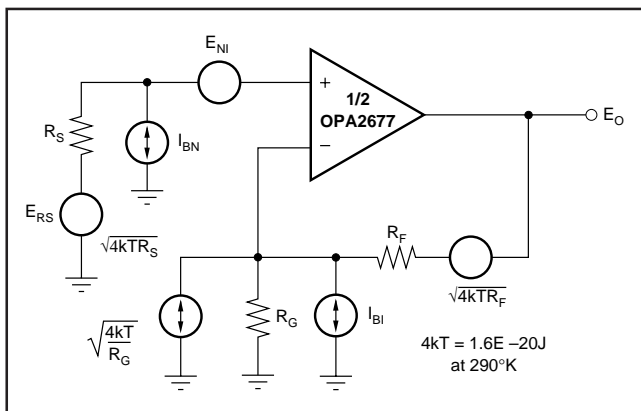 E_NI
1/2
OPA2677
+
−
E_O
R_S
I_BN
E_RS
√4kTR_S
R_F
√4kTR_F
√4kT/R_G
R_G
I_BI
4kT = 1.6E −20J
at 290°K